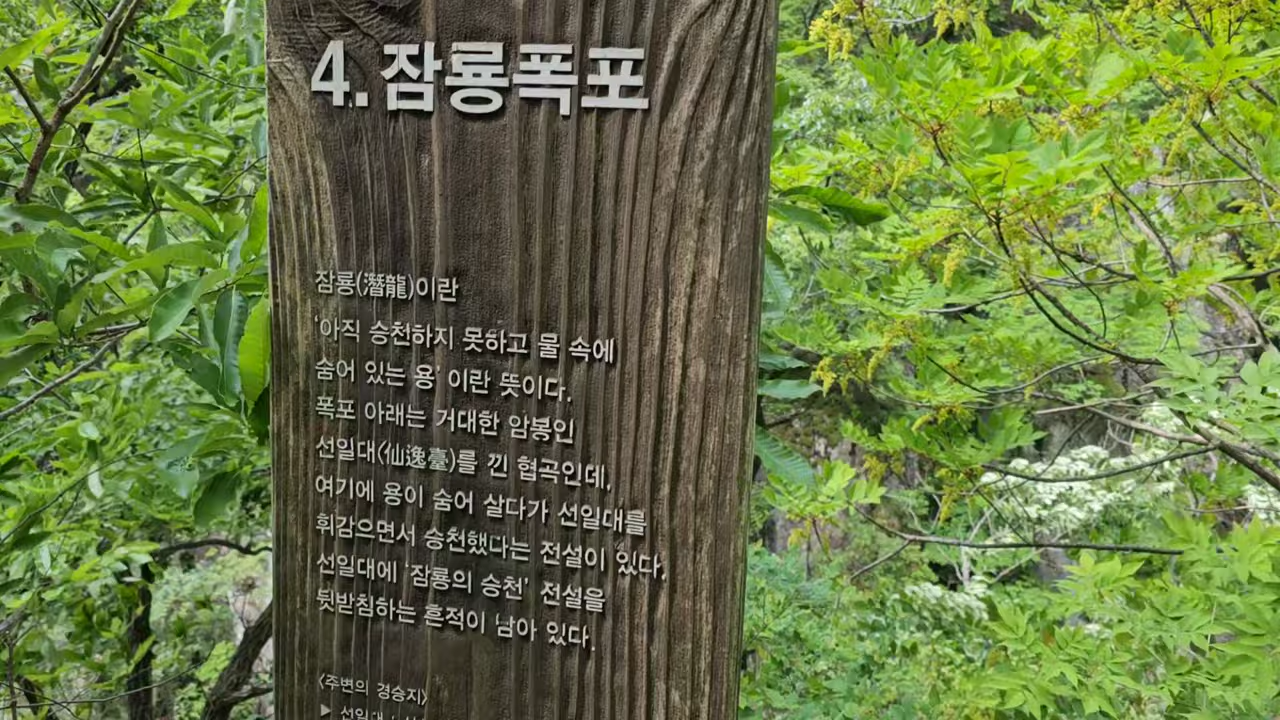 4. 잠룡폭포
잠룡(潛龍)이란
'아직 승천하지 못하고 물 속에
숨어 있는 용' 이란 뜻이다.
폭포 아래는 거대한 암봉인
선일대(仙逸臺)를 낀 협곡인데,
여기에 용이 숨어 살다가 선일대를
휘감으면서 승천했다는 전설이 있다.
선일대에 '잠룡의 승천' 전설을
뒷받침하는 흔적이 남아 있다.
〈주변의 경승지〉
▶ 선일대